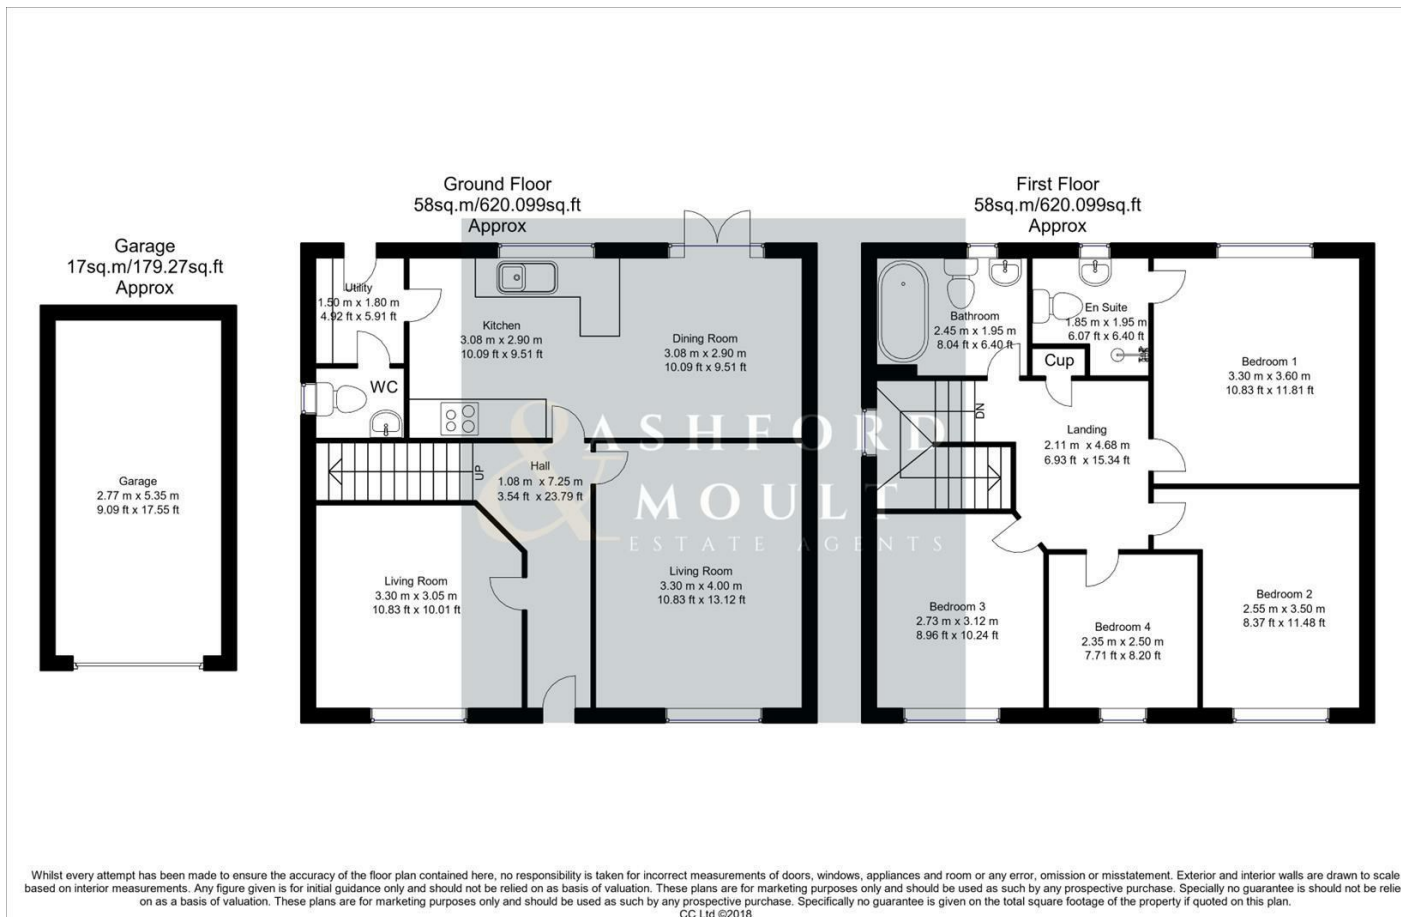 Garage
17sq.m/179.27sq.ft
Approx
Garage
2.77 m x 5.35 m
9.09 ft x 17.55 ft
Ground Floor
58sq.m/620.099sq.ft
Approx
Utility
1.50 m x 1.80 m
4.92 ft x 5.91 ft
Kitchen
3.08 m x 2.90 m
10.09 ft x 9.51 ft
Dining Room
3.08 m x 2.90 m
10.09 ft x 9.51 ft
WC
UP
Hall
1.08 m x 7.25 m
3.54 ft x 23.79 ft
Living Room
3.30 m x 3.05 m
10.83 ft x 10.01 ft
Living Room
3.30 m x 4.00 m
10.83 ft x 13.12 ft
& ASHFORD
MOULT
ESTATE AGENTS
First Floor
58sq.m/620.099sq.ft
Approx
Bathroom
2.45 m x 1.95 m
8.04 ft x 6.40 ft
En Suite
1.85 m x 1.95 m
6.07 ft x 6.40 ft
Cup
Bedroom 1
3.30 m x 3.60 m
10.83 ft x 11.81 ft
DN
Landing
2.11 m x 4.68 m
6.93 ft x 15.34 ft
Bedroom 3
2.73 m x 3.12 m
8.96 ft x 10.24 ft
Bedroom 4
2.35 m x 2.50 m
7.71 ft x 8.20 ft
Bedroom 2
2.55 m x 3.50 m
8.37 ft x 11.48 ft
Whilst every attempt has been made to ensure the accuracy of the floor plan contained here, no responsibility is taken for incorrect measurements of doors, windows, appliances and room or any error, omission or misstatement. Exterior and interior walls are drawn to scale
based on interior measurements. Any figure given is for initial guidance only and should not be relied on as basis of valuation. These plans are for marketing purposes only and should be used as such by any prospective purchase. Specially no guarantee is should not be relie
on as a basis of valuation. These plans are for marketing purposes only and should be used as such by any prospective purchase. Specifically no guarantee is given on the total square footage of the property if quoted on this plan.
CC Ltd ©2018